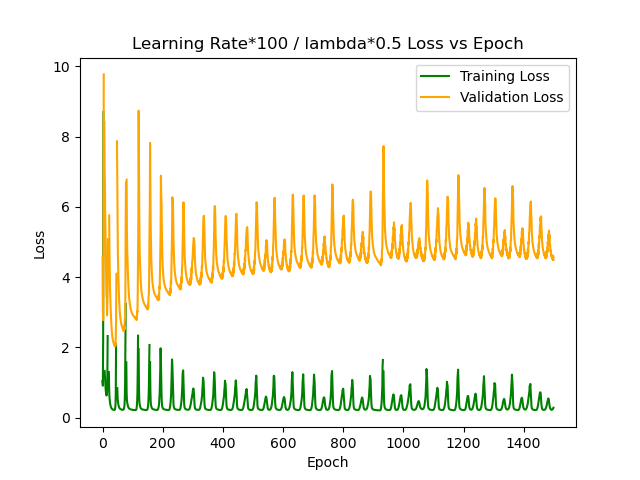 Learning Rate*100 / lambda*0.5 Loss vs Epoch
Training Loss
Validation Loss
Loss
10
8
6
4
2
0
0 200 400 600 800 1000 1200 1400
Epoch